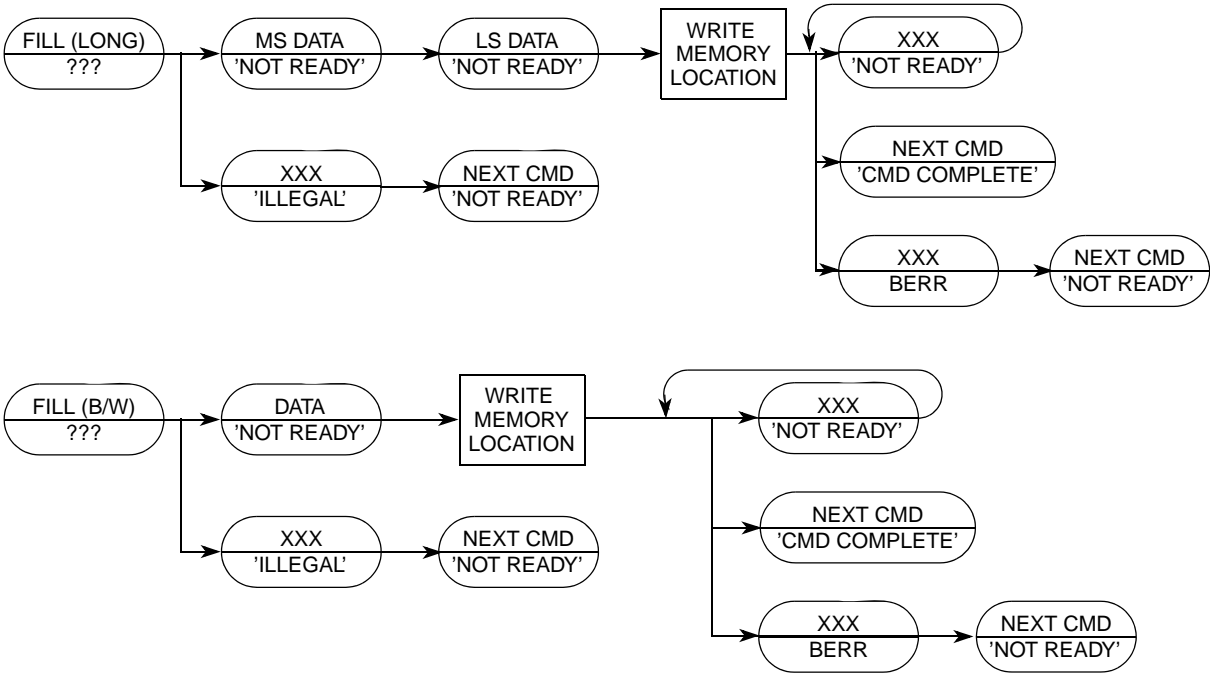 FILL (LONG)
???
MS DATA
'NOT READY'
LS DATA
'NOT READY'
WRITE
MEMORY
LOCATION
XXX
'NOT READY'
XXX
'ILLEGAL'
NEXT CMD
'NOT READY'
NEXT CMD
'CMD COMPLETE'
XXX
BERR
NEXT CMD
'NOT READY'
FILL (B/W)
???
DATA
'NOT READY'
WRITE
MEMORY
LOCATION
XXX
'NOT READY'
XXX
'ILLEGAL'
NEXT CMD
'NOT READY'
NEXT CMD
'CMD COMPLETE'
XXX
BERR
NEXT CMD
'NOT READY'